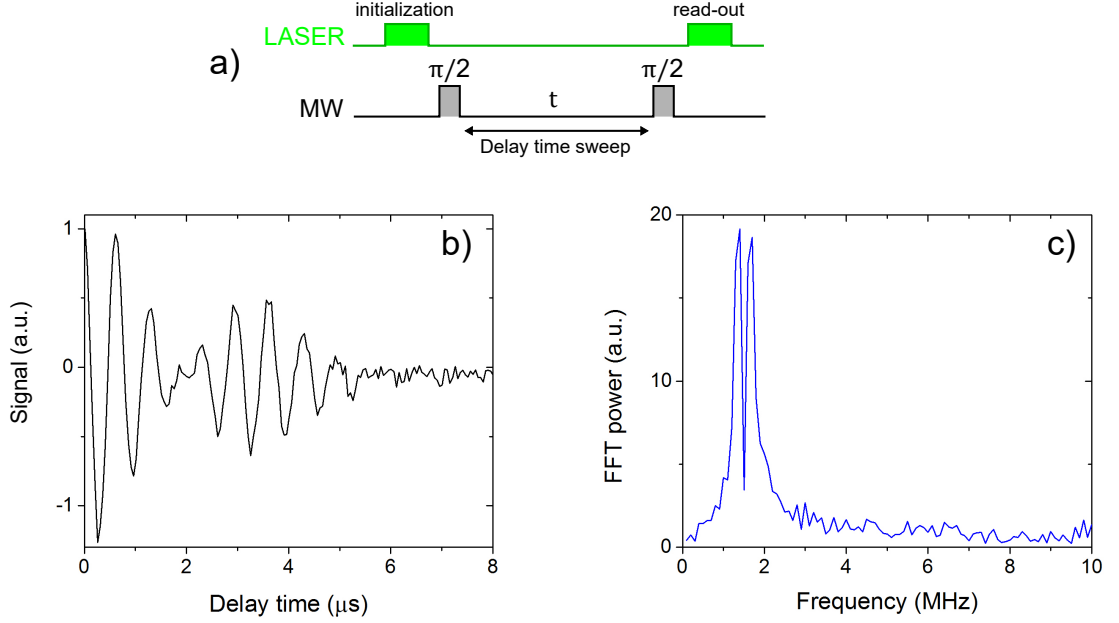 initialization read-out
LASER
a)
π/2 π/2
MW t
Delay time sweep
b)
1
0
-1
Signal (a.u.)
0 2 4 6 8
Delay time (μs)
c)
20
10
0
FFT power (a.u.)
0 2 4 6 8 10
Frequency (MHz)